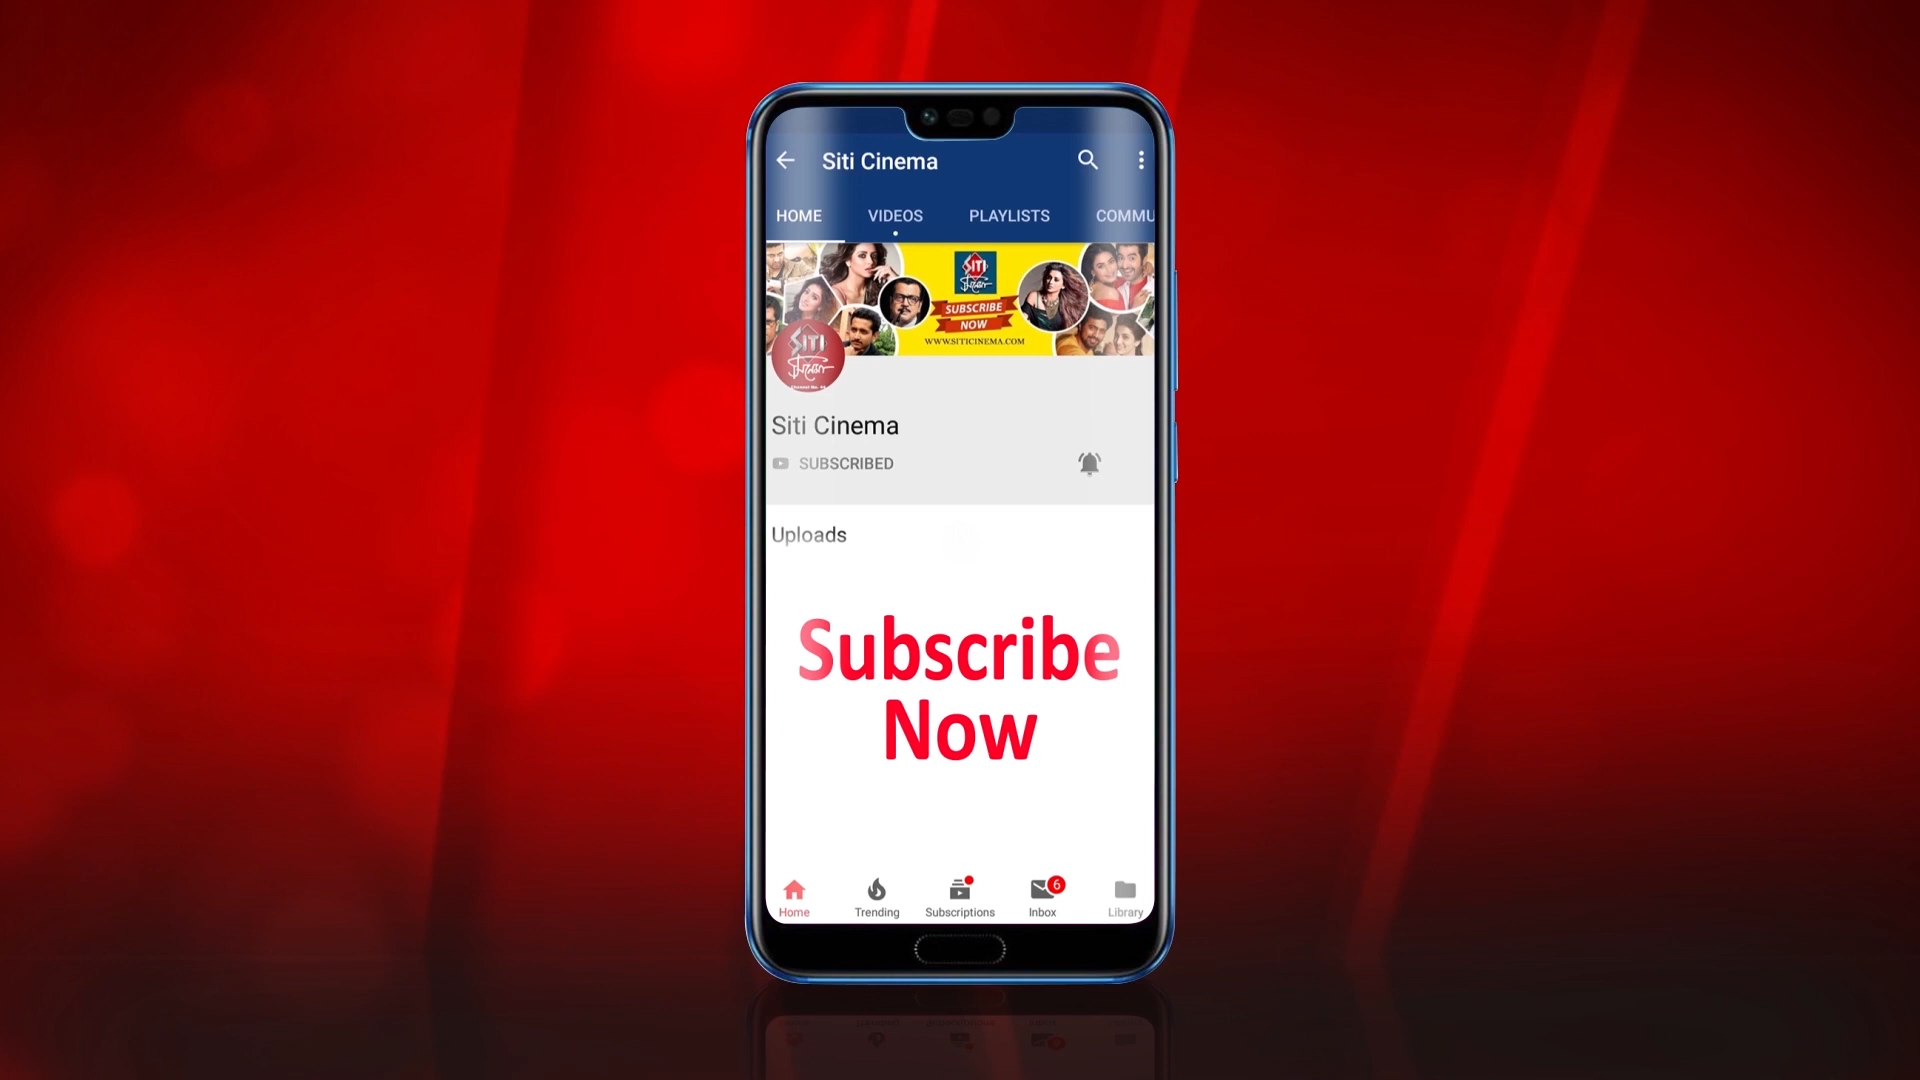 Siti Cinema
HOME VIDEOS PLAYLISTS COMMU
SITI
সিনেমা
SUBSCRIBE
NOW
WWW.SITICINEMA.COM
SITI
সিনেমা
Siti Cinema
SUBSCRIBED
Uploads
Subscribe
Now
6
Home Trending Subscriptions Inbox Library